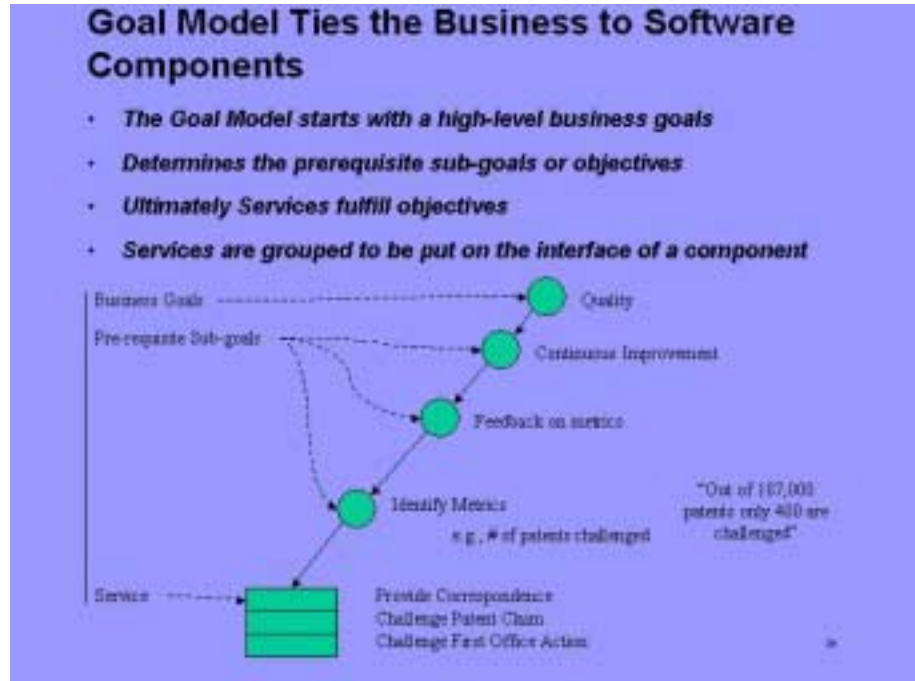 Goal Model Ties the Business to Software
Components
• The Goal Model starts with a high-level business goals
• Determines the prerequisite sub-goals or objectives
• Ultimately Services fulfill objectives
• Services are grouped to be put on the interface of a component
Business Goals
Quality
Pre-requisite Sub-goals
Continuous Improvement
Feedback on metrics
Identify Metrics
e.g., # of patents challenged
"Out of 187,000
patents only 400 are
challenged"
Service
Provide Correspondence
Challenge Patent Claim
Challenge First Office Action